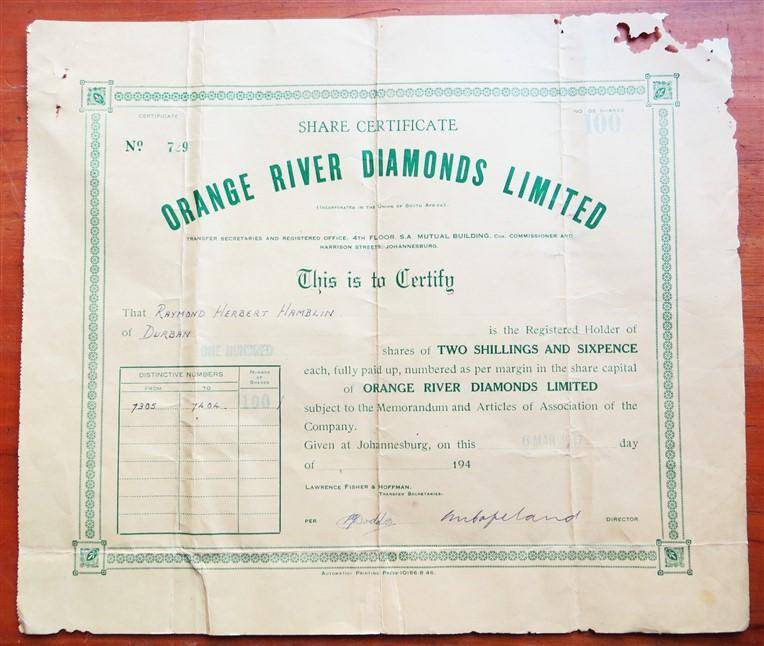 CERTIFICATE
NO OF SHARES
SHARE CERTIFICATE
100
No 729
ORANGE RIVER DIAMONDS LIMITED
(INCORPORATED IN THE UNION OF SOUTH AFRICA).
TRANSFER SECRETARIES AND REGISTERED OFFICE, 4TH FLOOR, S.A. MUTUAL BUILDING, COR. COMMISSIONER AND
HARRISON STREETS, JOHANNESBURG.
This is to Certify
That RAYMOND HERBERT HAMBLIN
of DURBAN is the Registered Holder of
ONE HUNDRED shares of TWO SHILLINGS AND SIXPENCE
each, fully paid up, numbered as per margin in the share capital
of ORANGE RIVER DIAMONDS LIMITED
subject to the Memorandum and Articles of Association of the
Company.
Given at Johannesburg, on this 6 MAR day
of 194
DISTINCTIVE NUMBERS
NUMBER OF SHARES
FROM TO
7305 7404 100
LAWRENCE FISHER & HOFFMAN,
TRANSFER SECRETARIES.
PER DIRECTOR